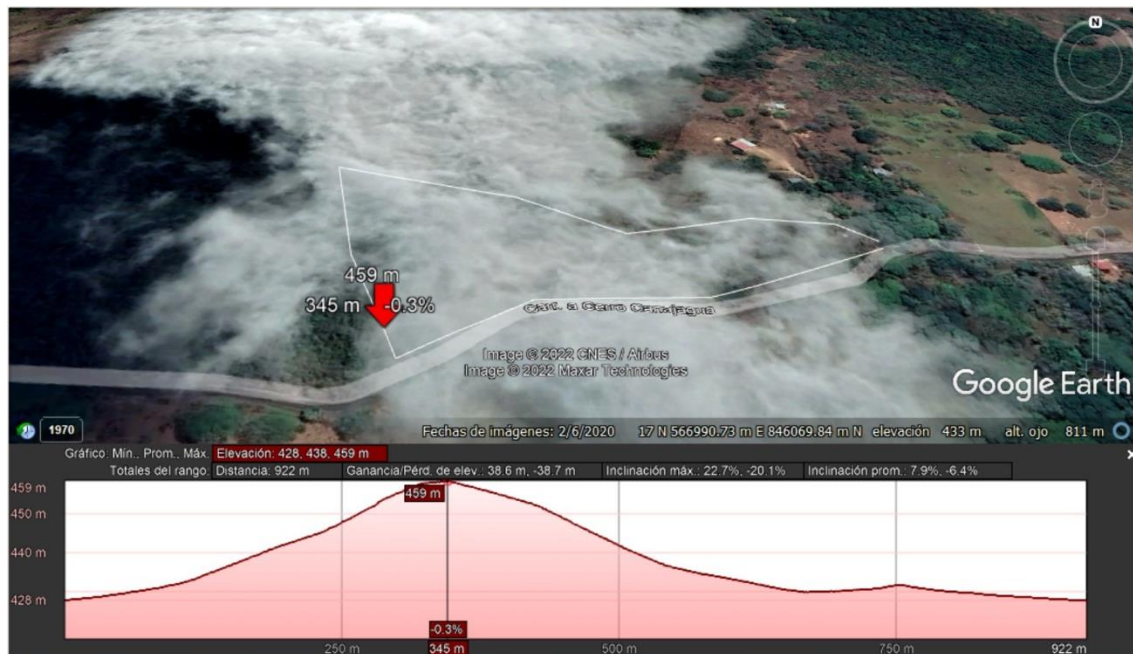 N
459 m
345 m -0.3%
Carr. a Cerro Canajagua
Image © 2022 CNES / Airbus
Image © 2022 Maxar Technologies
Google Earth
1970 Fechas de imágenes: 2/6/2020 17 N 566990.73 m E 846069.84 m N elevación 433 m alt. ojo 811 m
Gráfico: Mín., Prom., Máx. Elevación: 428, 438, 459 m
Totales del rango: Distancia: 922 m Ganancia/Pérd. de elev.: 38.6 m, -38.7 m Inclinación máx.: 22.7%, -20.1% Inclinación prom.: 7.9%, -6.4%
459 m
459 m
450 m
440 m
428 m
-0.3%
250 m 345 m 500 m 750 m 922 m